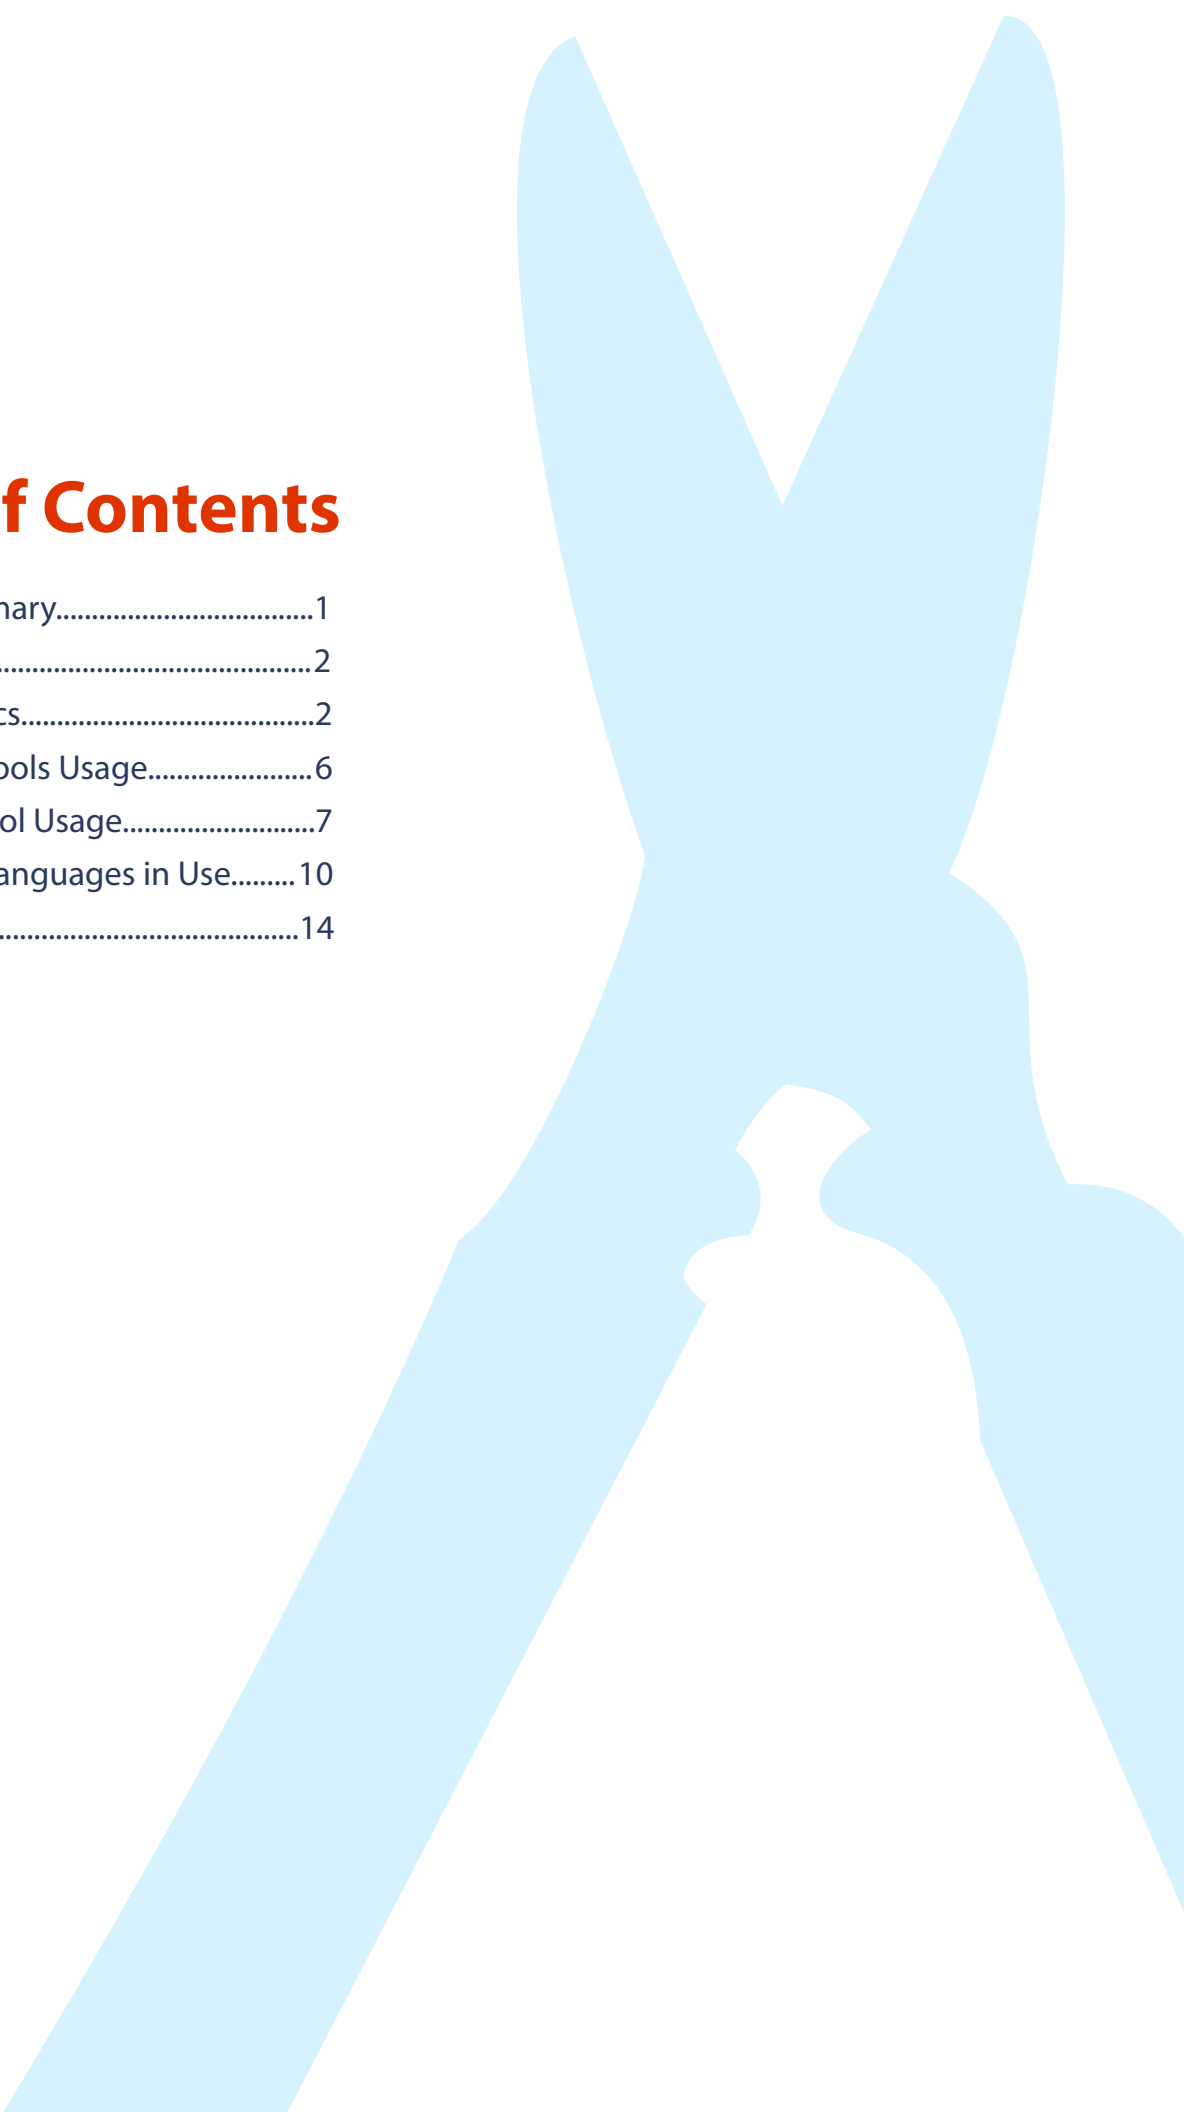 f Contents
nary..................................1
............................................2
cs.......................................2
ools Usage......................6
ol Usage..........................7
anguages in Use.........10
.........................................14